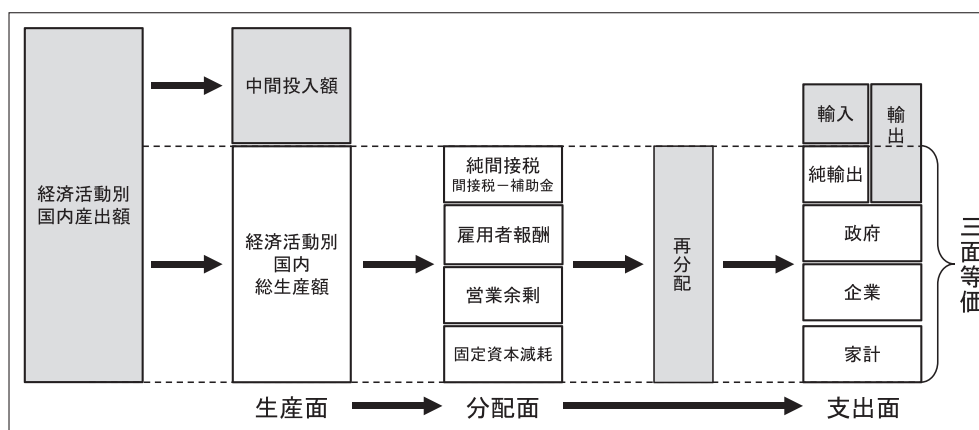 経済活動別
国内産出額
中間投入額
経済活動別
国内
総生産額
純間接税
間接税－補助金
雇用者報酬
営業余剰
固定資本減耗
再分配
輸入
輸出
純輸出
政府
企業
家計
三面等価
生産面
分配面
支出面